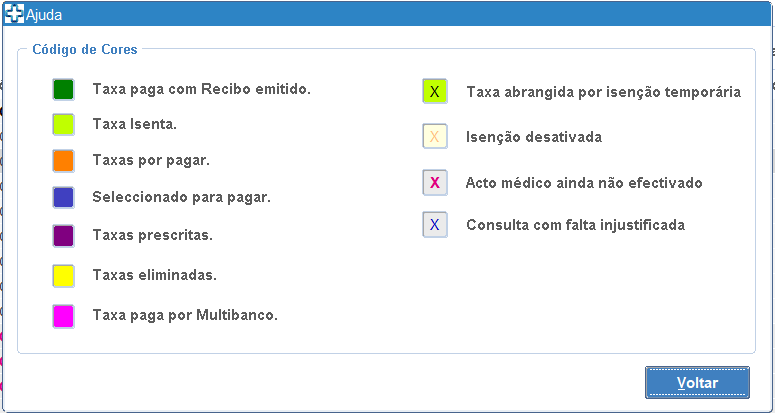 Ajuda
Código de Cores
Taxa paga com Recibo emitido.
Taxa Isenta.
Taxas por pagar.
Seleccionado para pagar.
Taxas prescritas.
Taxas eliminadas.
Taxa paga por Multibanco.
X Taxa abrangida por isenção temporária
X Isenção desativada
X Acto médico ainda não efectivado
X Consulta com falta injustificada
Voltar